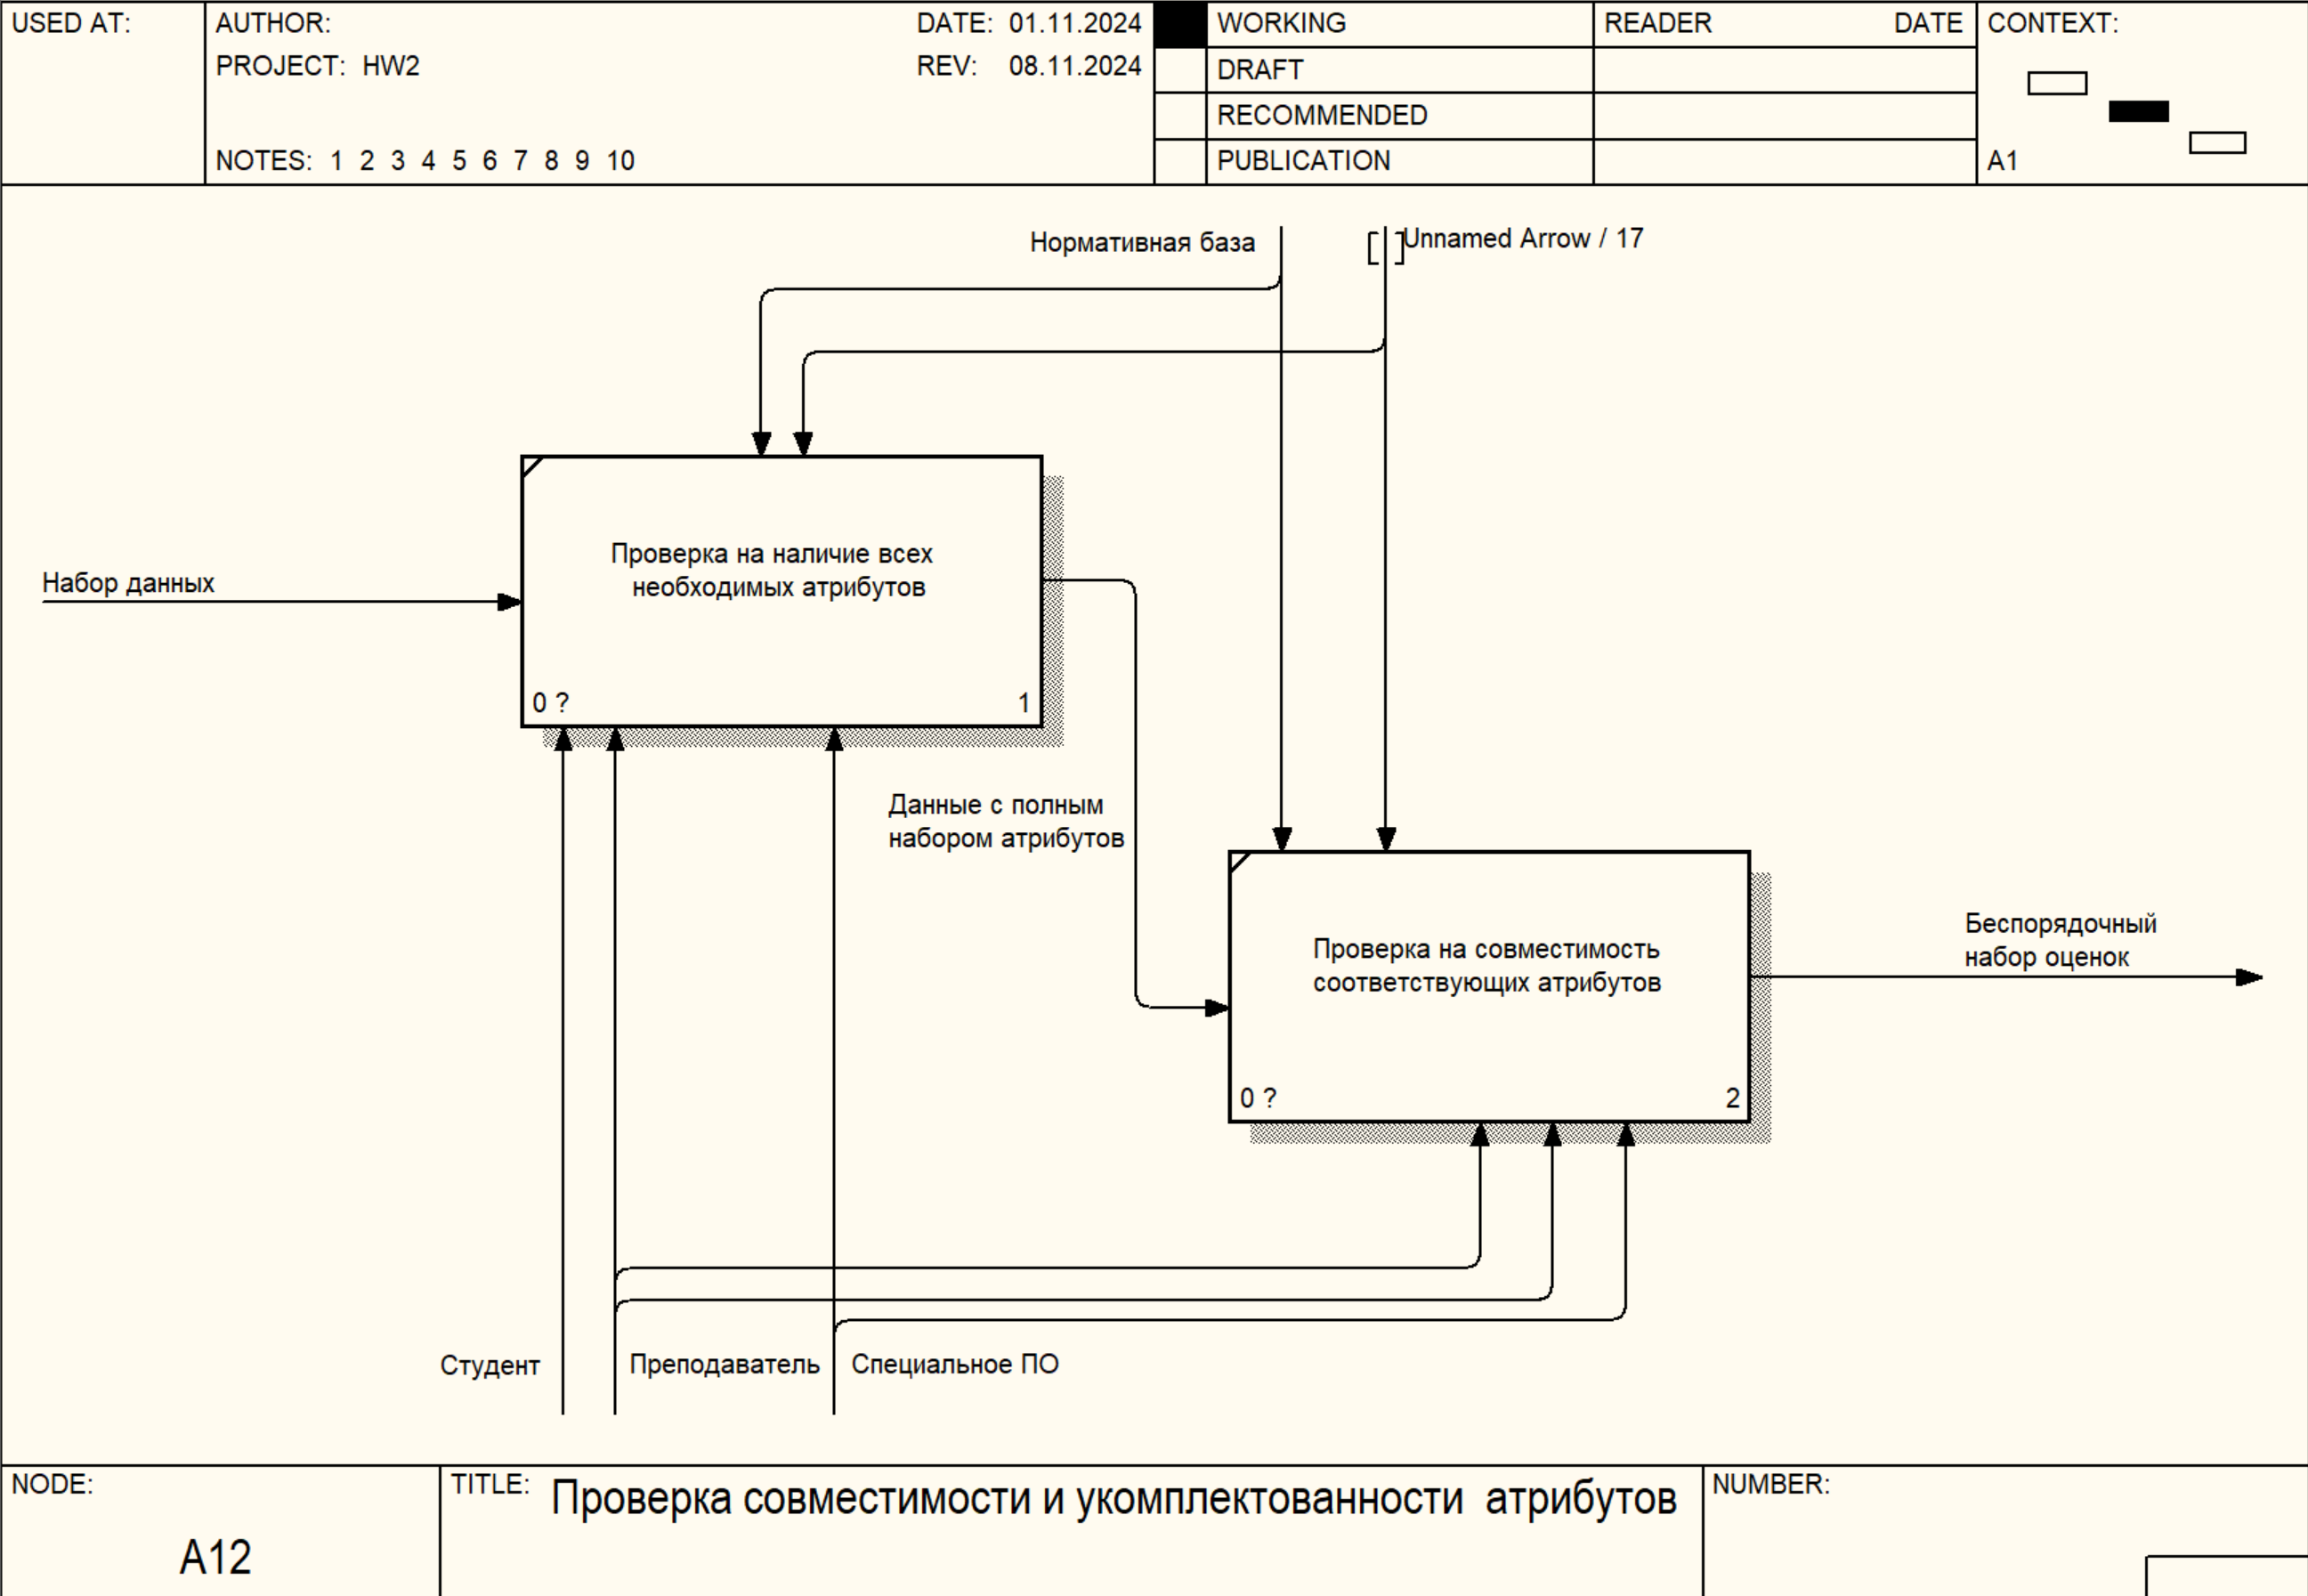 USED AT:
AUTHOR:
DATE: 01.11.2024
PROJECT: HW2
REV: 08.11.2024
NOTES: 1 2 3 4 5 6 7 8 9 10
WORKING
DRAFT
RECOMMENDED
PUBLICATION
READER DATE
CONTEXT:
A1
Нормативная база
Unnamed Arrow / 17
Набор данных
Проверка на наличие всех
необходимых атрибутов
0 ? 1
Данные с полным
набором атрибутов
Проверка на совместимость
соответствующих атрибутов
0 ? 2
Беспорядочный
набор оценок
Студент
Преподаватель
Специальное ПО
NODE:
A12
TITLE: Проверка совместимости и укомплектованности атрибутов
NUMBER: